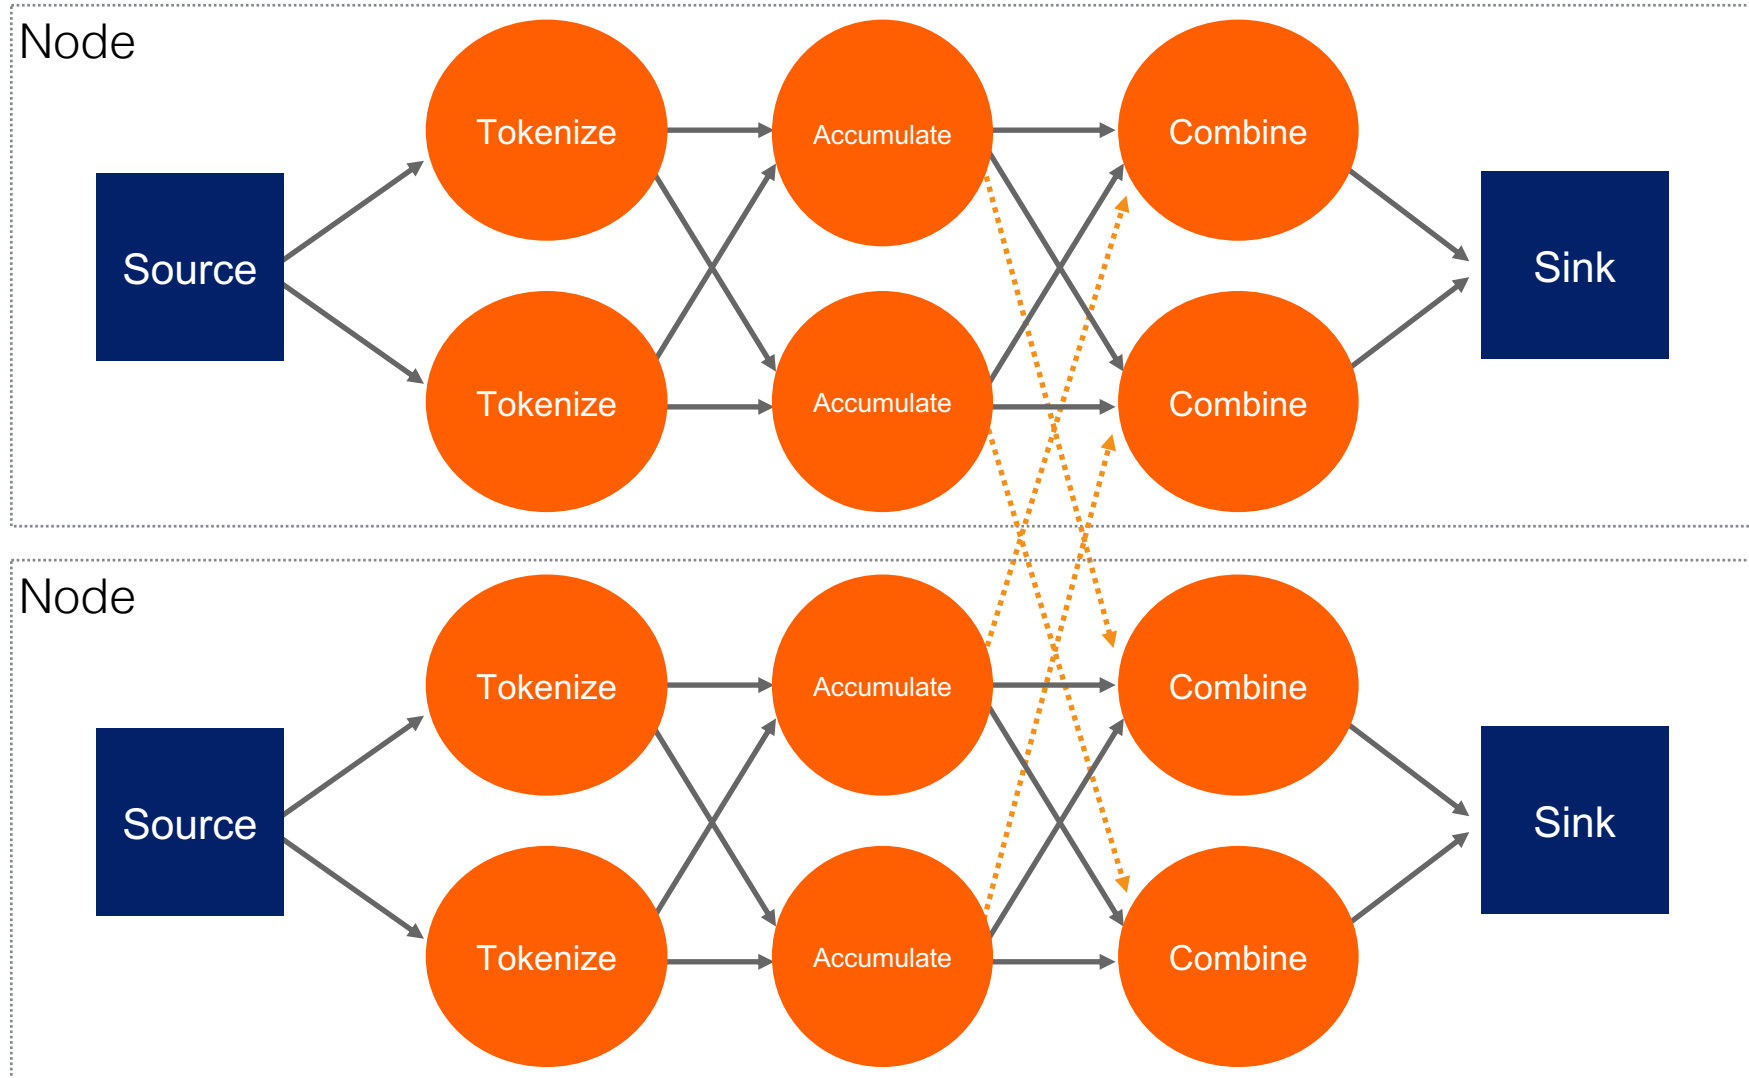 Node
Tokenize
Accumulate
Combine
Source
Sink
Tokenize
Accumulate
Combine
Node
Tokenize
Accumulate
Combine
Source
Sink
Tokenize
Accumulate
Combine